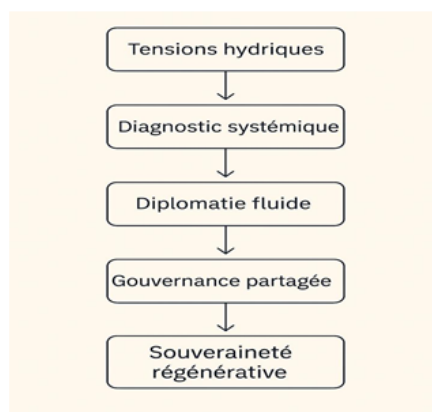 Tensions hydriques
Diagnostic systémique
Diplomatie fluide
Gouvernance partagée
Souveraineté
régénérative